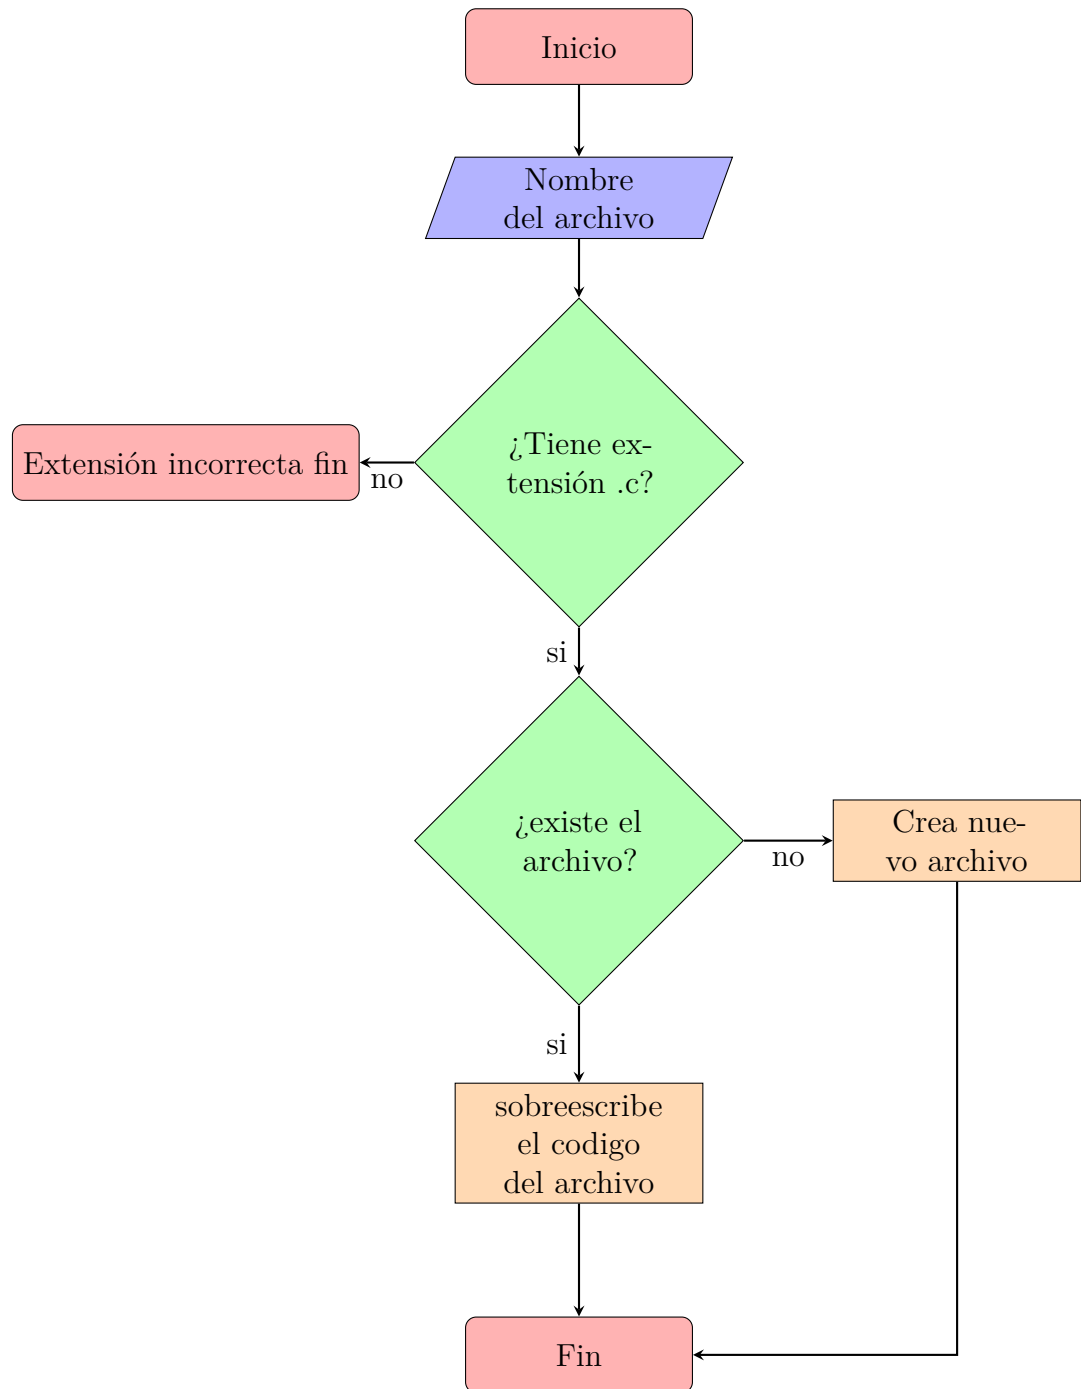 Inicio
Nombre
del archivo
¿Tiene ex-
tensión .c?
Extensión incorrecta fin
no
si
¿existe el
archivo?
no
Crea nue-
vo archivo
si
sobreescribe
el codigo
del archivo
Fin